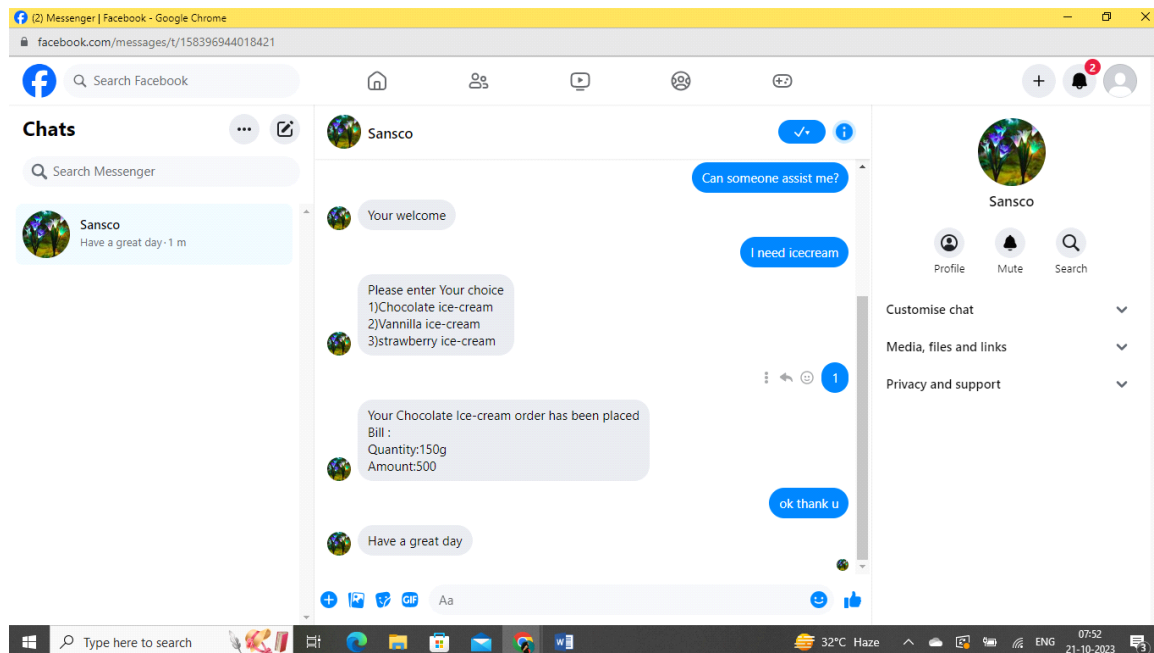 (2) Messenger | Facebook - Google Chrome
facebook.com/messages/t/158396944018421
Search Facebook
2
Chats
Search Messenger
Sansco
Have a great day · 1 m
Sansco
Can someone assist me?
Your welcome
I need icecream
Please enter Your choice
1)Chocolate ice-cream
2)Vannilla ice-cream
3)strawberry ice-cream
1
Your Chocolate Ice-cream order has been placed
Bill :
Quantity:150g
Amount:500
ok thank u
Have a great day
GIF
Aa
Sansco
Profile Mute Search
Customise chat
Media, files and links
Privacy and support
Type here to search
32°C Haze
ENG
07:52
21-10-2023
3